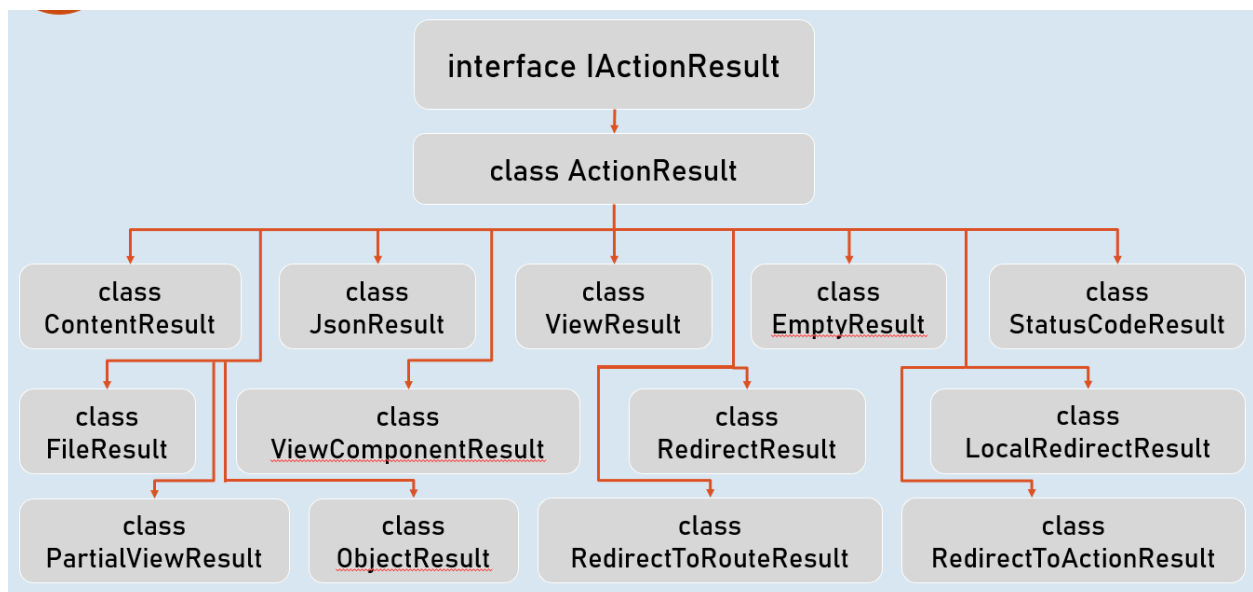 interface IActionResult
class ActionResult
class
ContentResult
class
JsonResult
class
ViewResult
class
EmptyResult
class
StatusCodeResult
class
FileResult
class
ViewComponentResult
class
RedirectResult
class
LocalRedirectResult
class
PartialViewResult
class
ObjectResult
class
RedirectToRouteResult
class
RedirectToActionResult